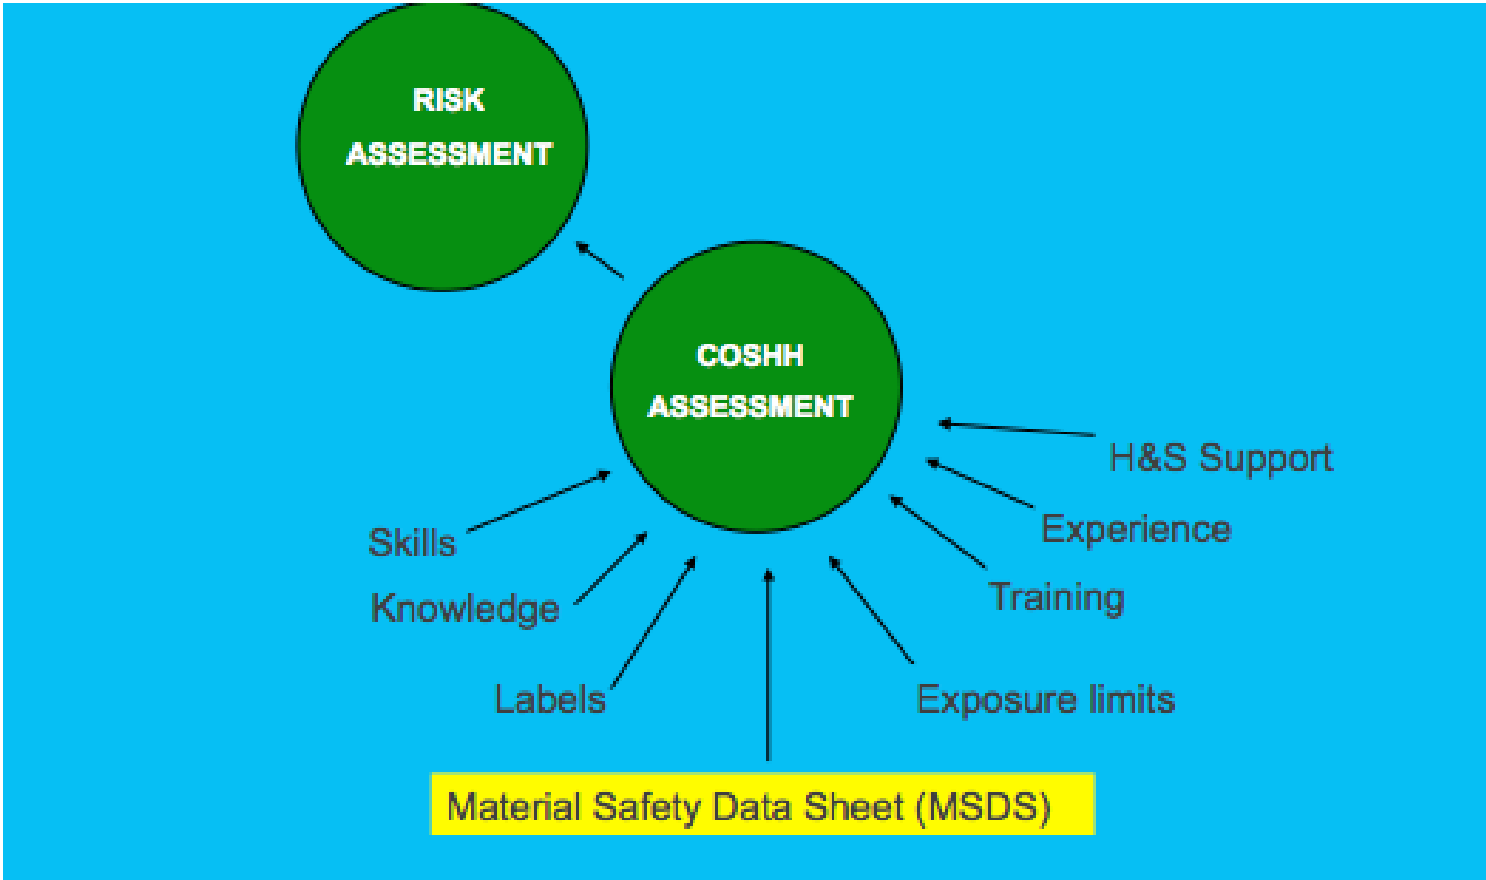 RISK
ASSESSMENT
COSHH
ASSESSMENT
H&S Support
Experience
Skills
Training
Knowledge
Labels
Exposure limits
Material Safety Data Sheet (MSDS)